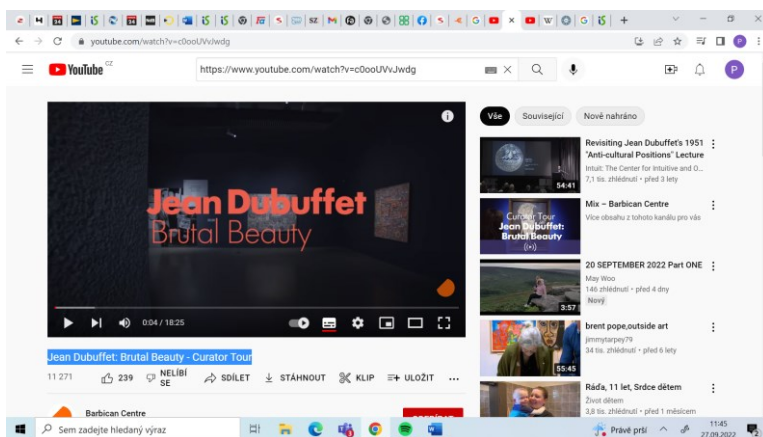 youtube.com/watch?v=c0ooUVvJwdg
YouTube CZ
https://www.youtube.com/watch?v=c0ooUVvJwdg
Jean Dubuffet
Brutal Beauty
0:04 / 18:25
Jean Dubuffet: Brutal Beauty - Curator Tour
11 271
239
NELÍBÍ SE
SDÍLET
STÁHNOUT
KLIP
ULOŽIT
Barbican Centre
Vše
Související
Nově nahráno
Revisiting Jean Dubuffet's 1951
"Anti-cultural Positions" Lecture
Intuit: The Center for Intuitive and O...
7,1 tis. zhlédnutí • před 3 lety
54:41
Mix – Barbican Centre
Více obsahu z tohoto kanálu pro vás
Curator Tour
Jean Dubuffet:
Brutal Beauty
20 SEPTEMBER 2022 Part ONE
May Woo
146 zhlédnutí • před 4 dny
Nový
3:57
brent pope,outside art
jimmytarpey79
34 tis. zhlédnutí • před 6 lety
55:45
Ráďa, 11 let, Srdce dětem
Život dětem
3,8 tis. zhlédnutí • před 1 měsícem
Sem zadejte hledaný výraz
Právě prší
11:45
27.09.2022